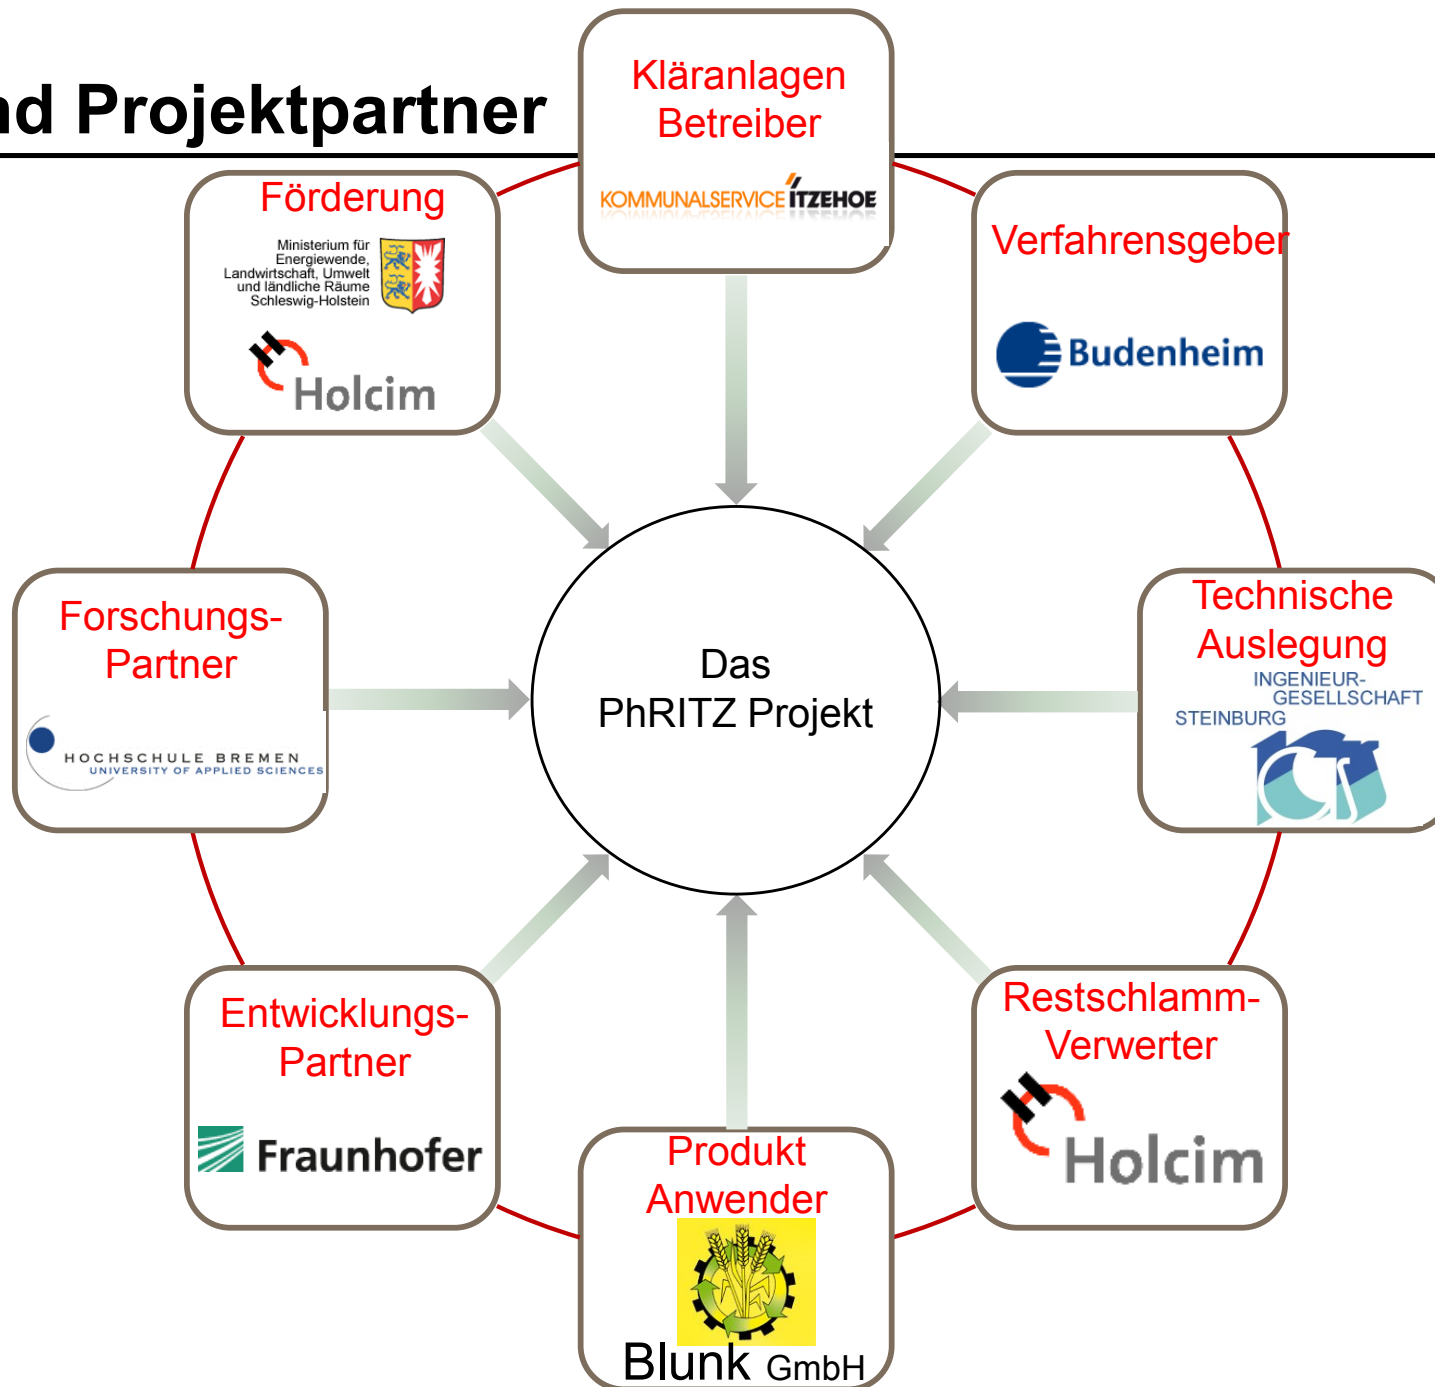 nd Projektpartner
Kläranlagen
Betreiber
KOMMUNALSERVICE ITZEHOE
Förderung
Ministerium für
Energiewende,
Landwirtschaft, Umwelt
und ländliche Räume
Schleswig-Holstein
Holcim
Verfahrensgeber
Budenheim
Forschungs-
Partner
HOCHSCHULE BREMEN
UNIVERSITY OF APPLIED SCIENCES
Das
PhRITZ Projekt
Technische
Auslegung
INGENIEUR-
GESELLSCHAFT
STEINBURG
Entwicklungs-
Partner
Fraunhofer
Restschlamm-
Verwerter
Holcim
Produkt
Anwender
Blunk GmbH